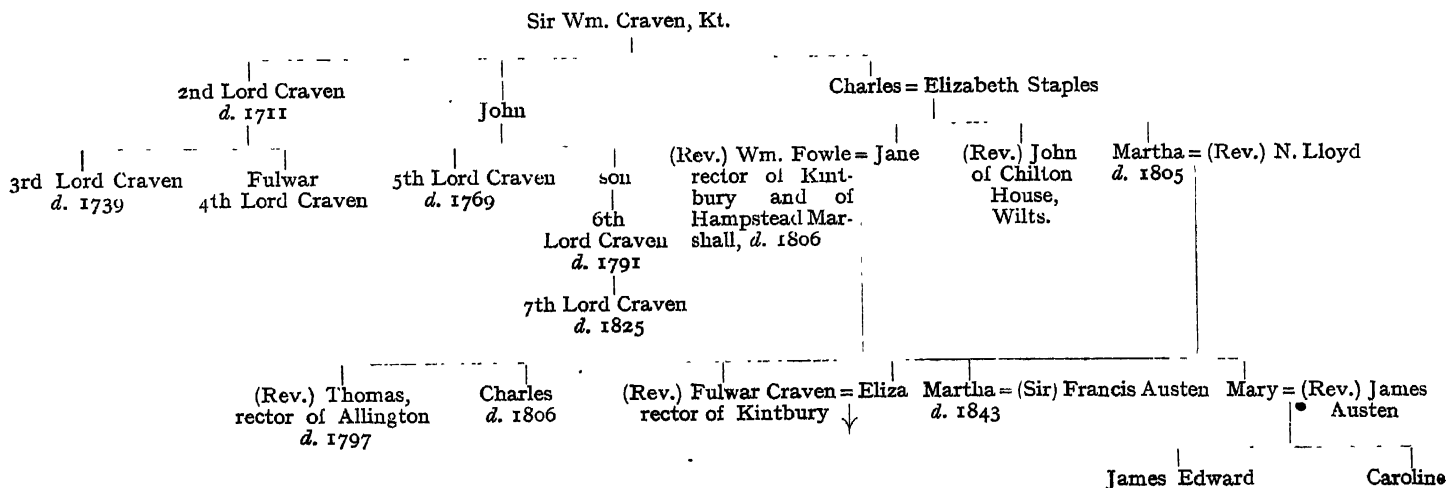 Sir Wm. Craven, Kt.
2nd Lord Craven
d. 1711
John
Charles = Elizabeth Staples
3rd Lord Craven
d. 1739
Fulwar
4th Lord Craven
5th Lord Craven
d. 1769
son
6th
Lord Craven
d. 1791
7th Lord Craven
d. 1825
(Rev.) Wm. Fowle = Jane
rector of Kint-
bury and of
Hampstead Mar-
shall, d. 1806
(Rev.) John
of Chilton
House,
Wilts.
Martha = (Rev.) N. Lloyd
d. 1805
(Rev.) Thomas,
rector of Allington
d. 1797
Charles
d. 1806
(Rev.) Fulwar Craven = Eliza
rector of Kintbury
Martha = (Sir) Francis Austen
d. 1843
Mary = (Rev.) James
Austen
James Edward
Caroline